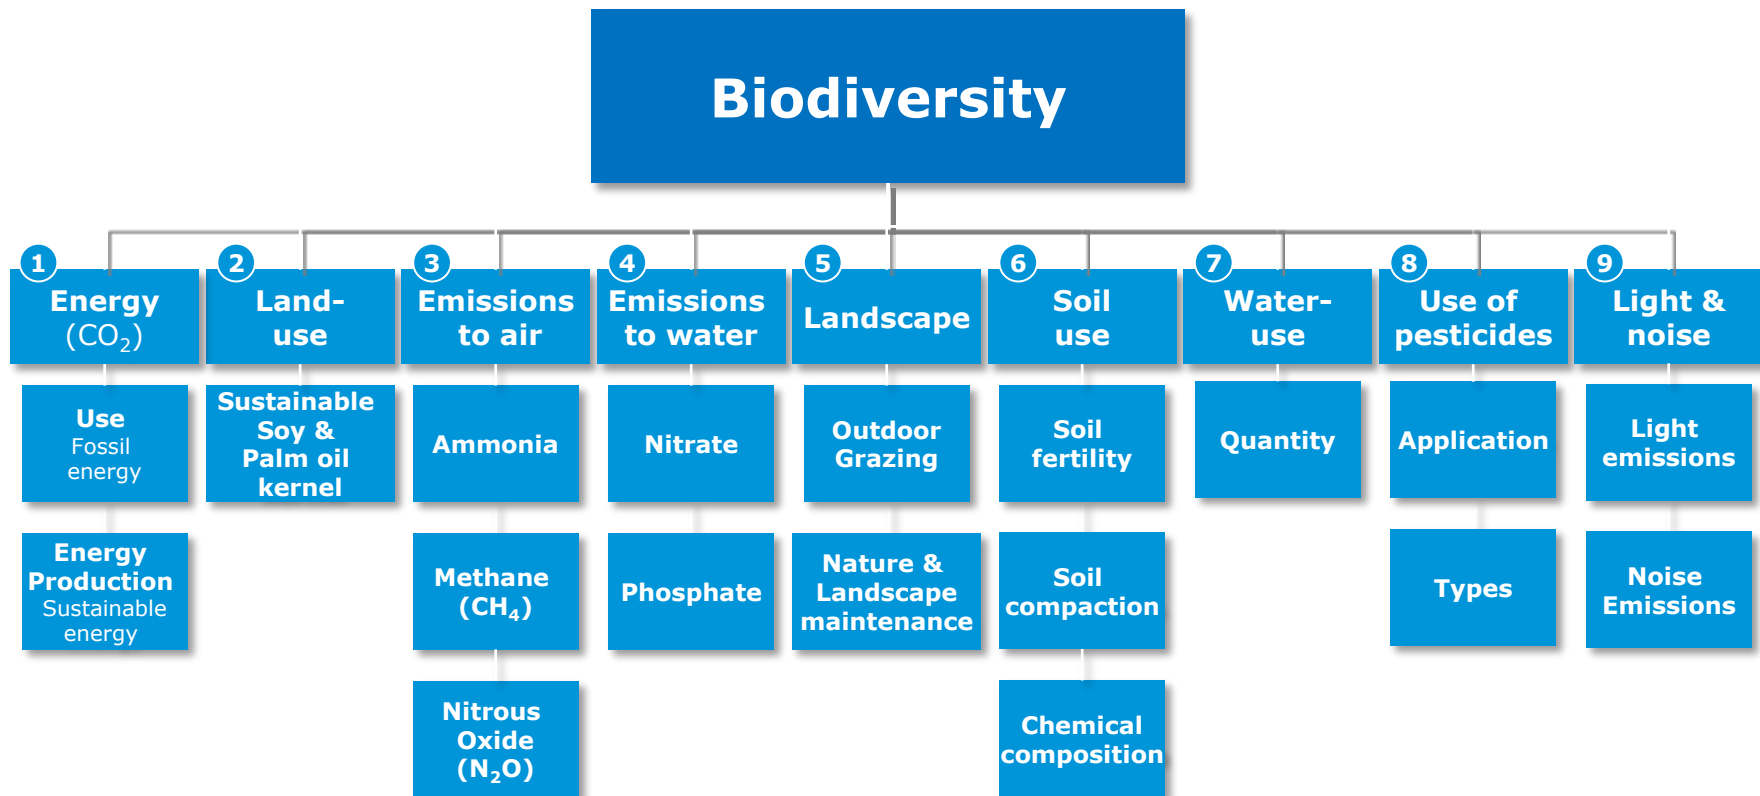 Biodiversity
1
Energy
(CO₂)
Use
Fossil
energy
Energy
Production
Sustainable
energy
2
Land-
use
Sustainable
Soy &
Palm oil
kernel
3
Emissions
to air
Ammonia
Methane
(CH₄)
Nitrous
Oxide
(N₂O)
4
Emissions
to water
Nitrate
Phosphate
5
Landscape
Outdoor
Grazing
Nature &
Landscape
maintenance
6
Soil
use
Soil
fertility
Soil
compaction
Chemical
composition
7
Water-
use
Quantity
8
Use of
pesticides
Application
Types
9
Light &
noise
Light
emissions
Noise
Emissions